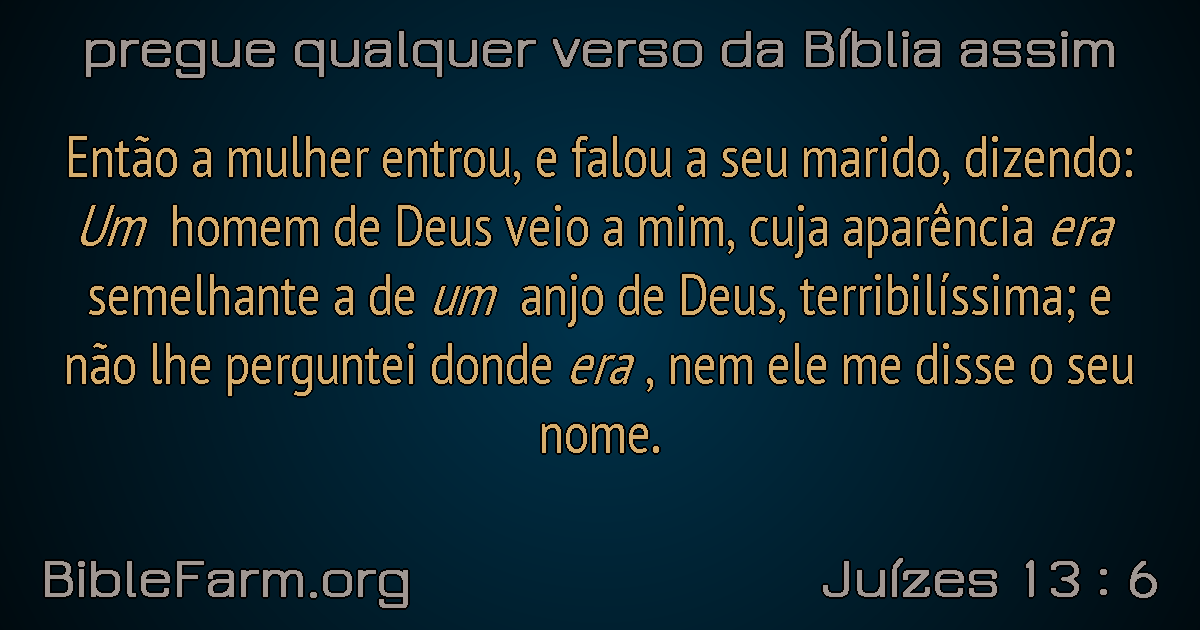 pregue qualquer verso da Bíblia assim
Então a mulher entrou, e falou a seu marido, dizendo:
Um homem de Deus veio a mim, cuja aparência era
semelhante a de um anjo de Deus, terribilíssima; e
não lhe perguntei donde era , nem ele me disse o seu
nome.
BibleFarm.org
Juízes 13 : 6